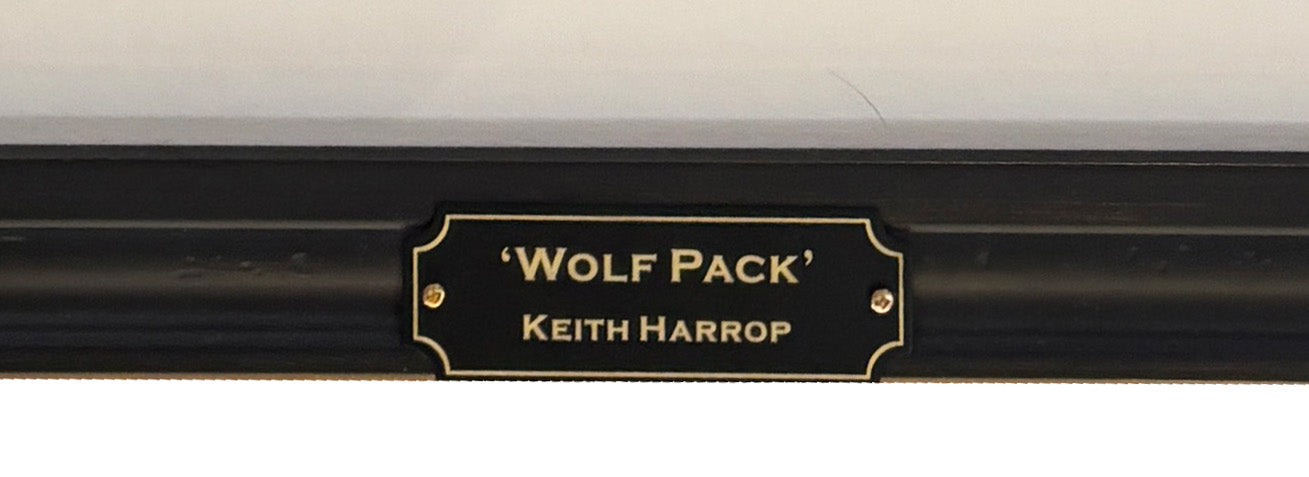 ‘WOLF PACK’
KEITH HARROP